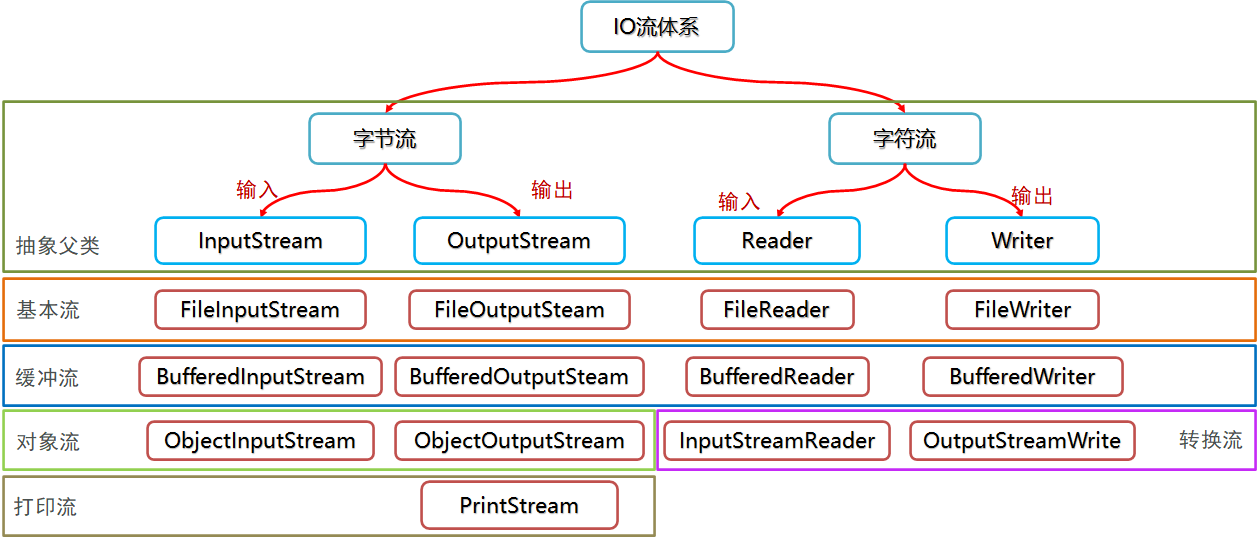 IO流体系
字节流
字符流
输入
输出
输入
输出
抽象父类
InputStream
OutputStream
Reader
Writer
基本流
FileInputStream
FileOutputSteam
FileReader
FileWriter
缓冲流
BufferedInputStream
BufferedOutputSteam
BufferedReader
BufferedWriter
对象流
ObjectInputStream
ObjectOutputStream
InputStreamReader
OutputStreamWrite
转换流
打印流
PrintStream